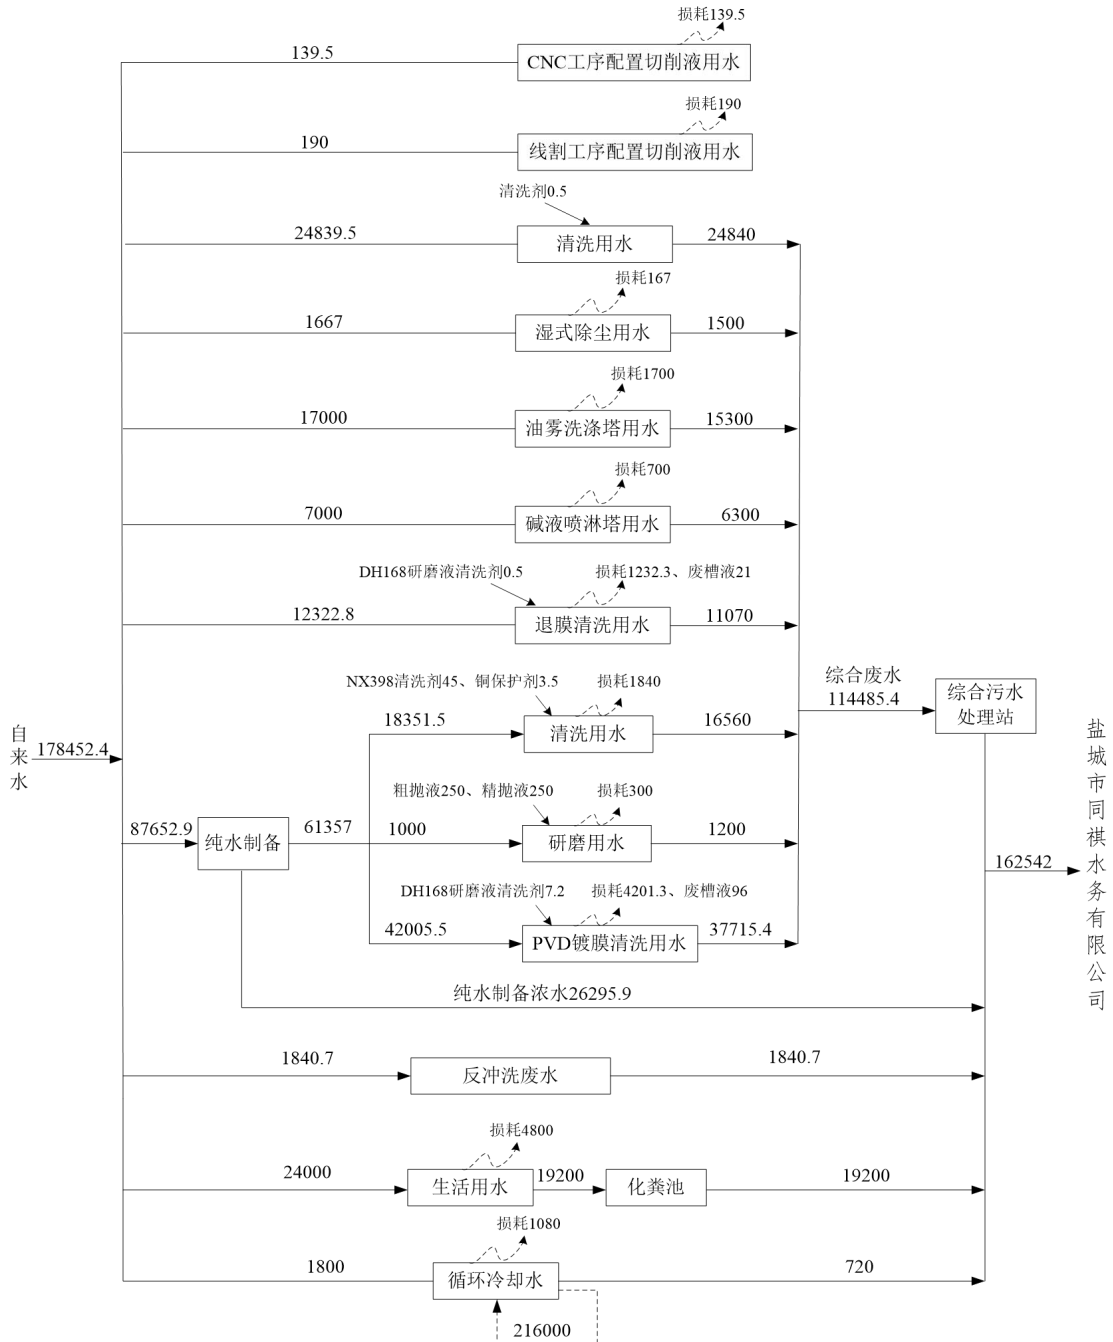 损耗139.5
139.5
CNC工序配置切削液用水
损耗190
190
线割工序配置切削液用水
清洗剂0.5
24839.5
清洗用水
24840
损耗167
1667
湿式除尘用水
1500
损耗1700
17000
油雾洗涤塔用水
15300
损耗700
7000
碱液喷淋塔用水
6300
DH168研磨液清洗剂0.5
损耗1232.3、废槽液21
12322.8
退膜清洗用水
11070
NX398清洗剂45、铜保护剂3.5
损耗1840
18351.5
清洗用水
16560
综合废水
114485.4
综合污水
处理站
自来水
178452.4
粗抛液250、精抛液250
损耗300
87652.9
纯水制备
61357
1000
研磨用水
1200
162542
盐城市同祺水务有限公司
DH168研磨液清洗剂7.2
损耗4201.3、废槽液96
42005.5
PVD镀膜清洗用水
37715.4
纯水制备浓水26295.9
1840.7
反冲洗废水
1840.7
损耗4800
24000
生活用水
19200
化粪池
19200
损耗1080
1800
循环冷却水
720
216000